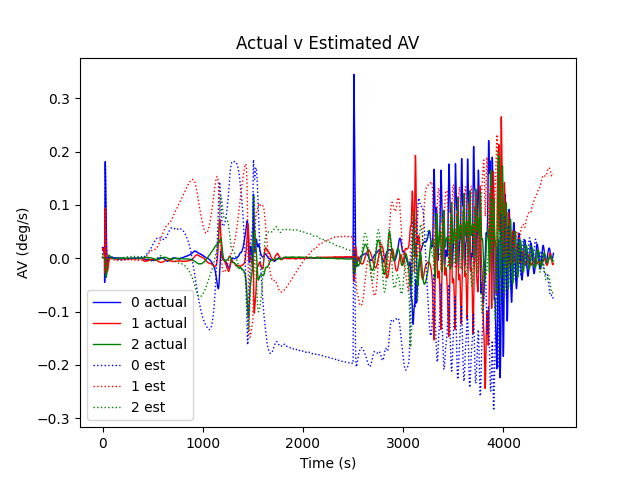 Actual v Estimated AV
AV (deg/s)
0.3
0.2
0.1
0.0
−0.1
−0.2
−0.3
0 actual
1 actual
2 actual
0 est
1 est
2 est
0 1000 2000 3000 4000
Time (s)